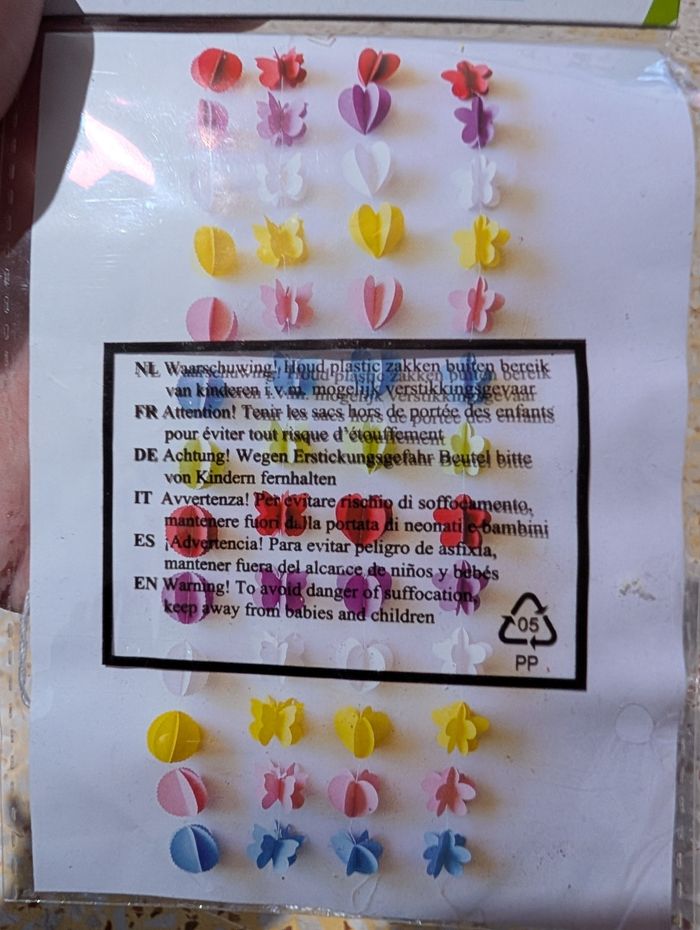 NL Waarschuwing! Houd plastic zakken buiten bereik
van kinderen i.v.m. mogelijk verstikkingsgevaar
FR Attention! Tenir les sacs hors de portée des enfants
pour éviter tout risque d'étouffement
DE Achtung! Wegen Erstickungsgefahr Beutel bitte
von Kindern fernhalten
IT Avvertenza! Per evitare rischio di soffocamento,
mantenere fuori dalla portata di neonati e bambini
ES ¡Advertencia! Para evitar peligro de asfixia,
mantener fuera del alcance de niños y bebés
EN Warning! To avoid danger of suffocation,
keep away from babies and children
05
PP